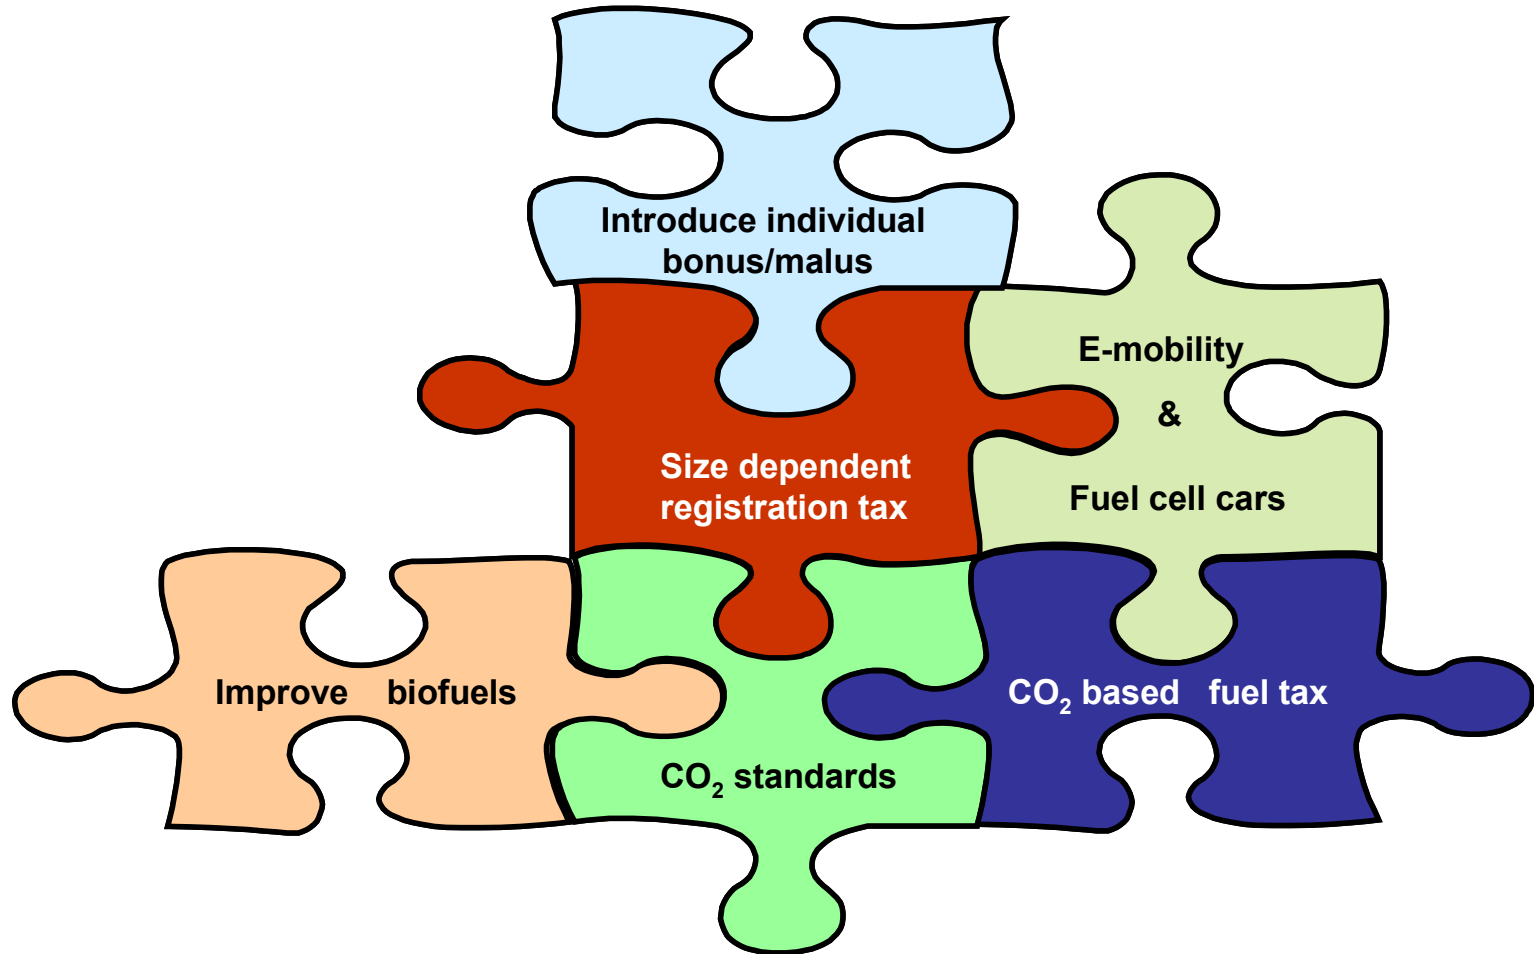 Introduce individual
bonus/malus
E-mobility
&
Fuel cell cars
Size dependent
registration tax
Improve biofuels
CO₂ based fuel tax
CO₂ standards